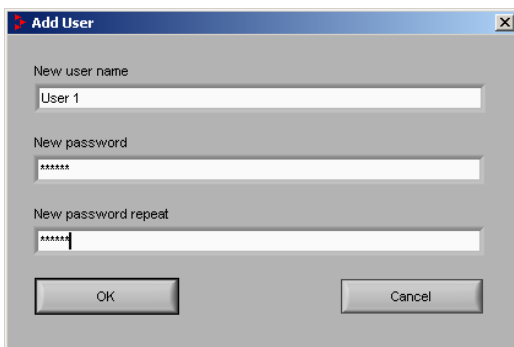 Add User
New user name
User 1
New password
******
New password repeat
******
OK Cancel